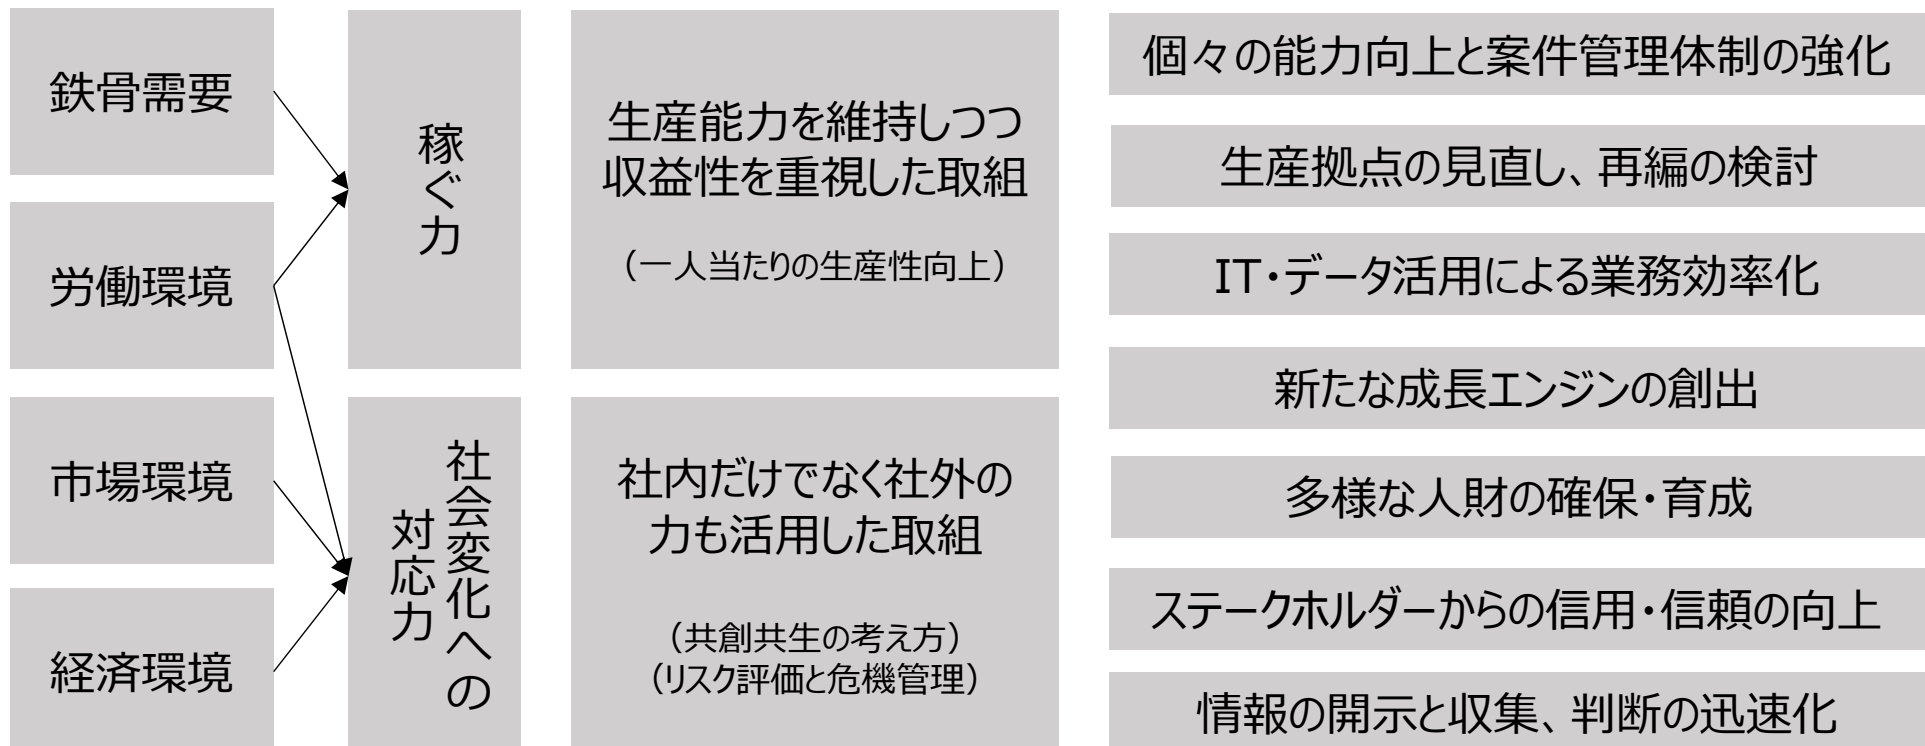 鉄骨需要
労働環境
市場環境
経済環境
稼ぐ力
社会変化への
対応力
生産能力を維持しつつ
収益性を重視した取組
（一人当たりの生産性向上）
社内だけでなく社外の
力も活用した取組
（共創共生の考え方）
（リスク評価と危機管理）
個々の能力向上と案件管理体制の強化
生産拠点の見直し、再編の検討
IT・データ活用による業務効率化
新たな成長エンジンの創出
多様な人財の確保・育成
ステークホルダーからの信用・信頼の向上
情報の開示と収集、判断の迅速化